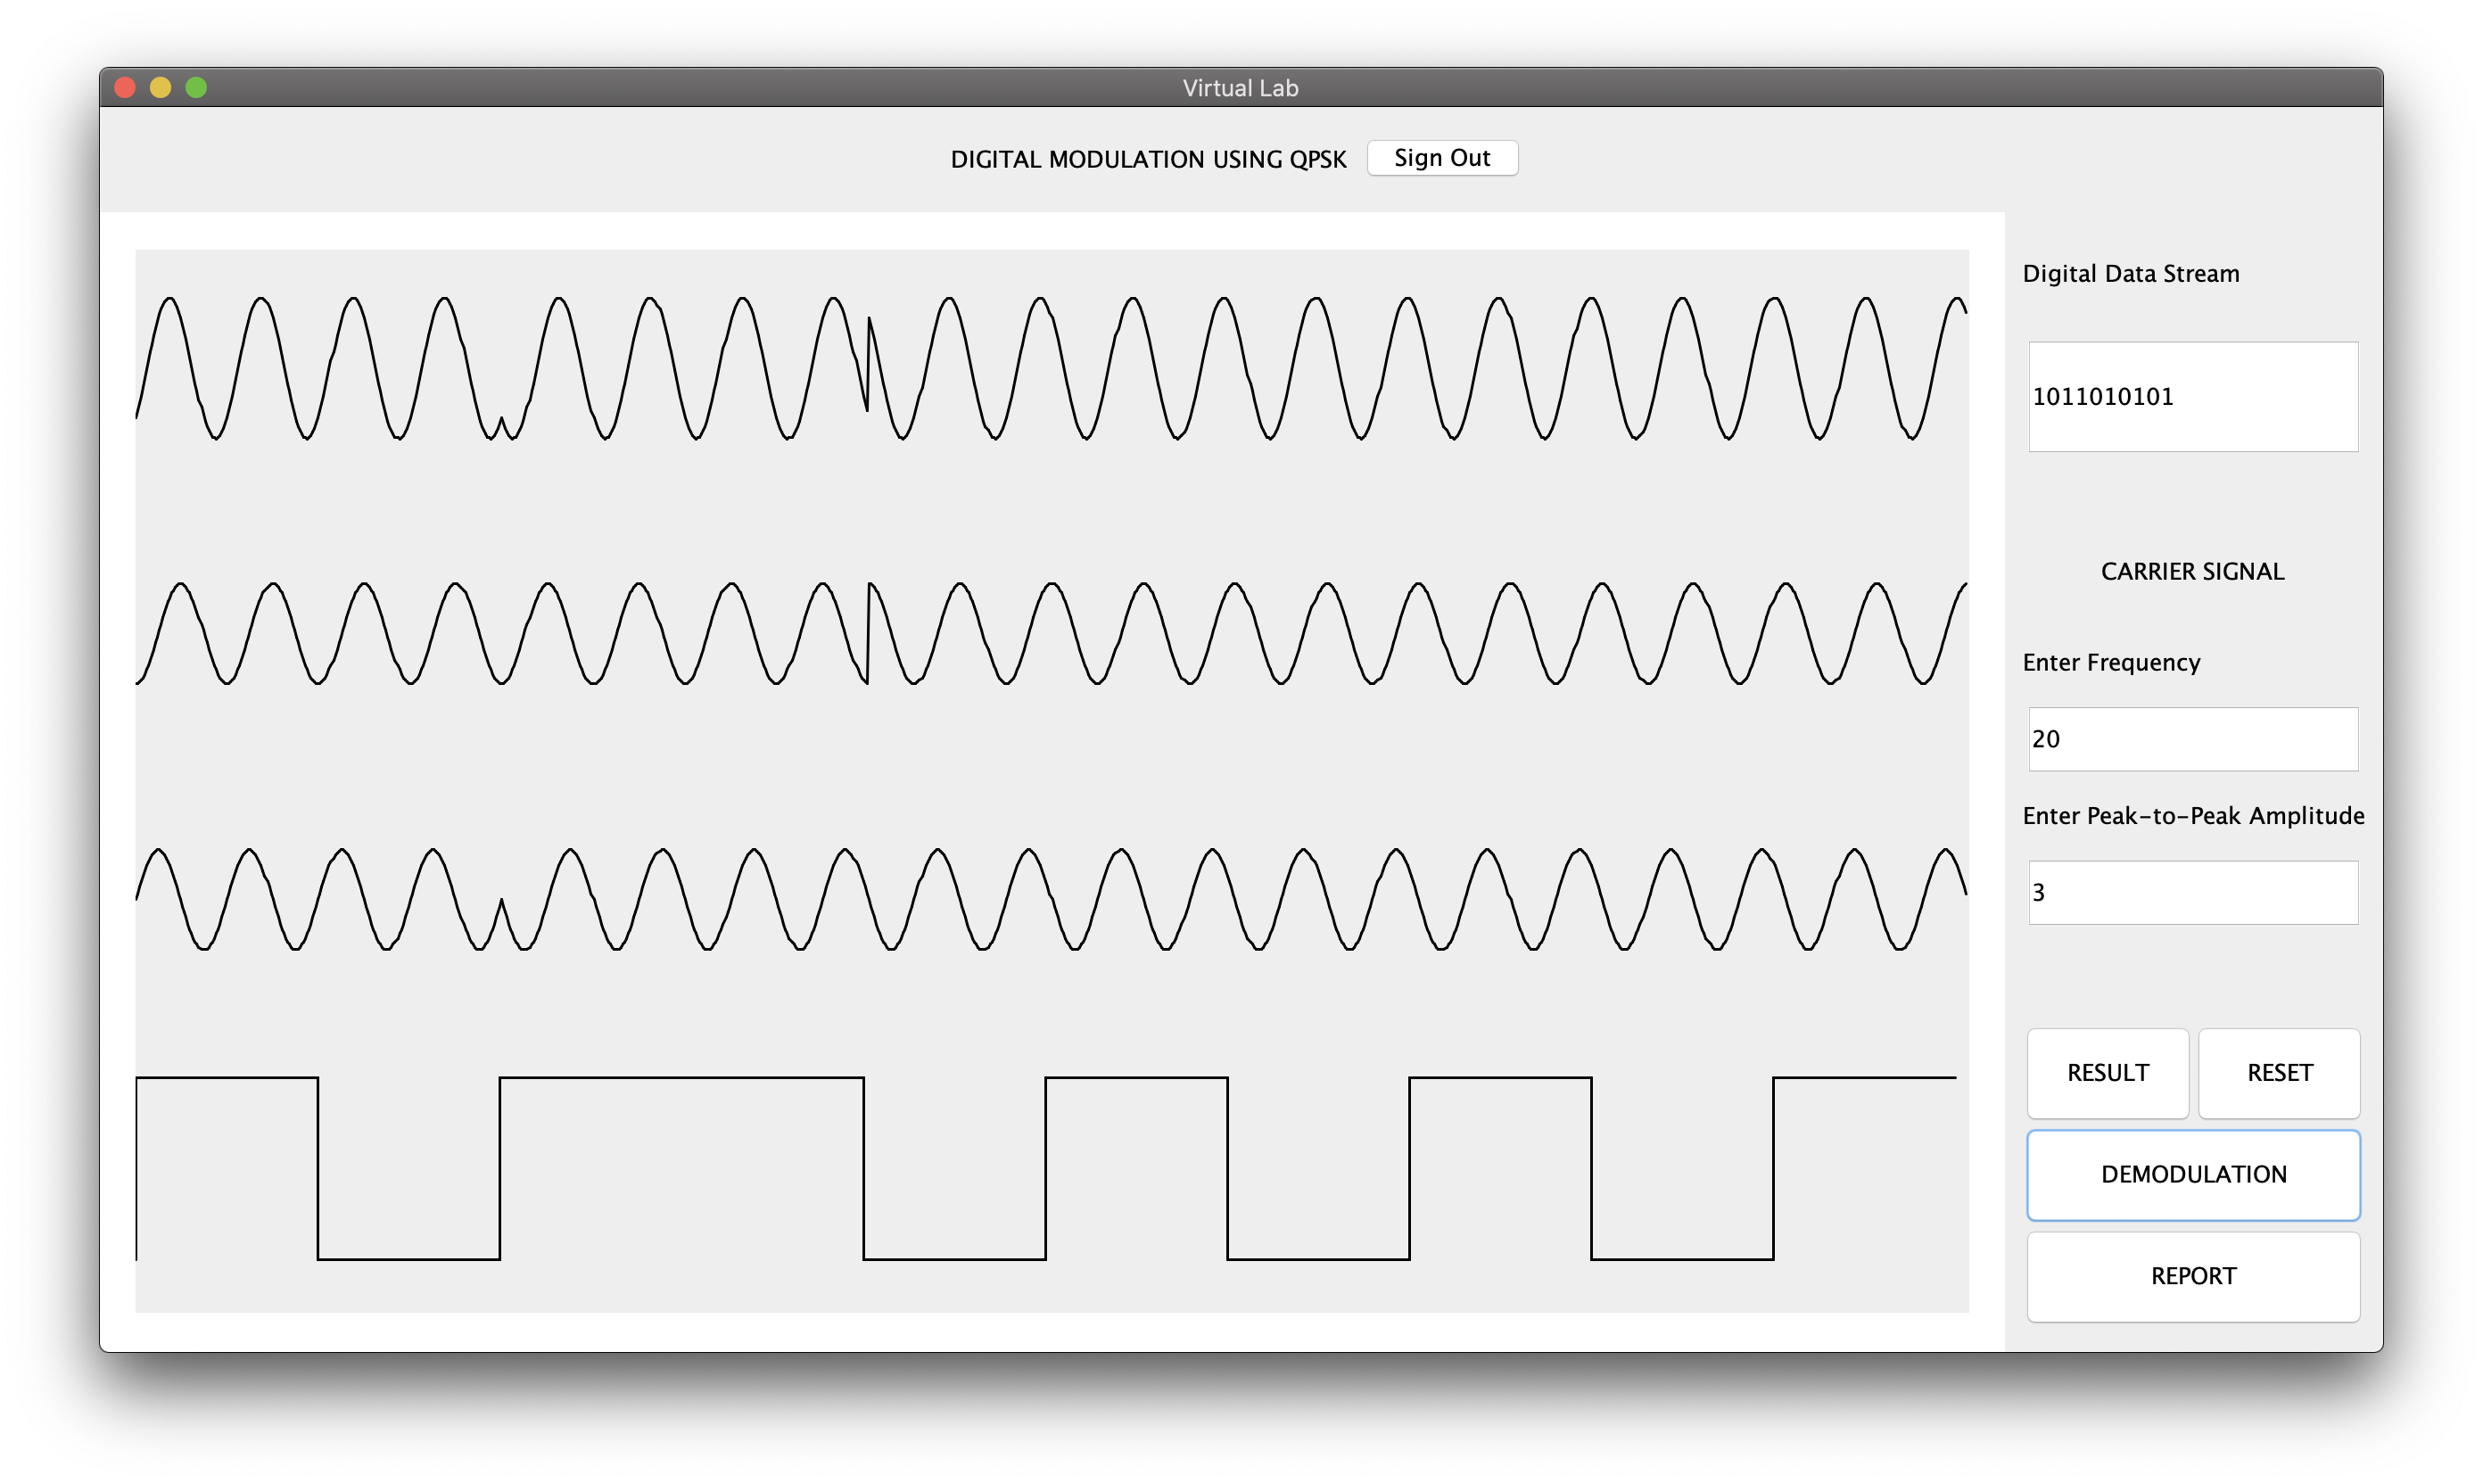 Virtual Lab
DIGITAL MODULATION USING QPSK
Sign Out
Digital Data Stream
1011010101
CARRIER SIGNAL
Enter Frequency
20
Enter Peak-to-Peak Amplitude
3
RESULT
RESET
DEMODULATION
REPORT